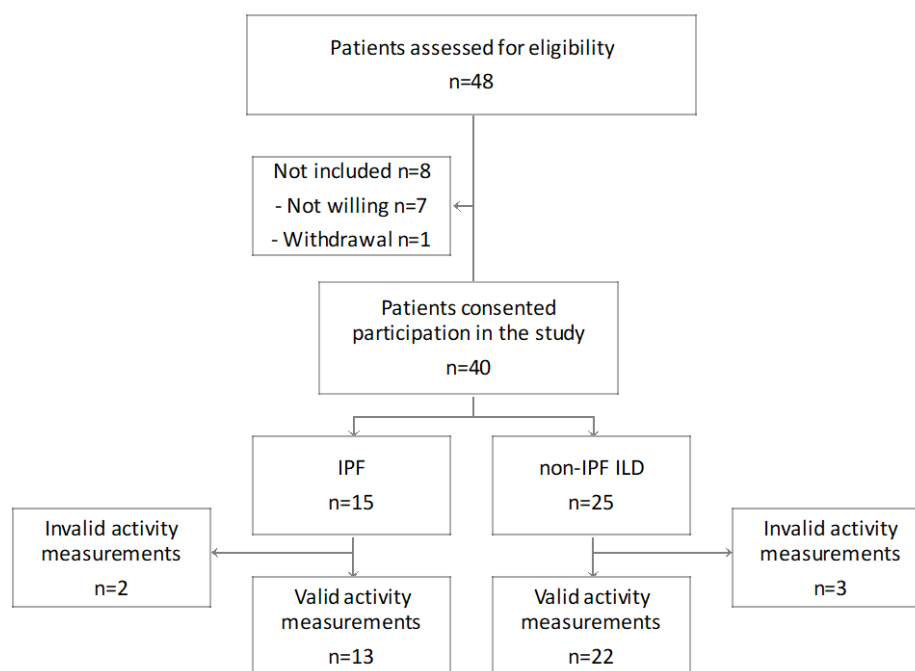 Patients assessed for eligibility
n=48
Not included n=8
- Not willing n=7
- Withdrawal n=1
Patients consented
participation in the study
n=40
IPF
n=15
non-IPF ILD
n=25
Invalid activity
measurements
n=2
Invalid activity
measurements
n=3
Valid activity
measurements
n=13
Valid activity
measurements
n=22